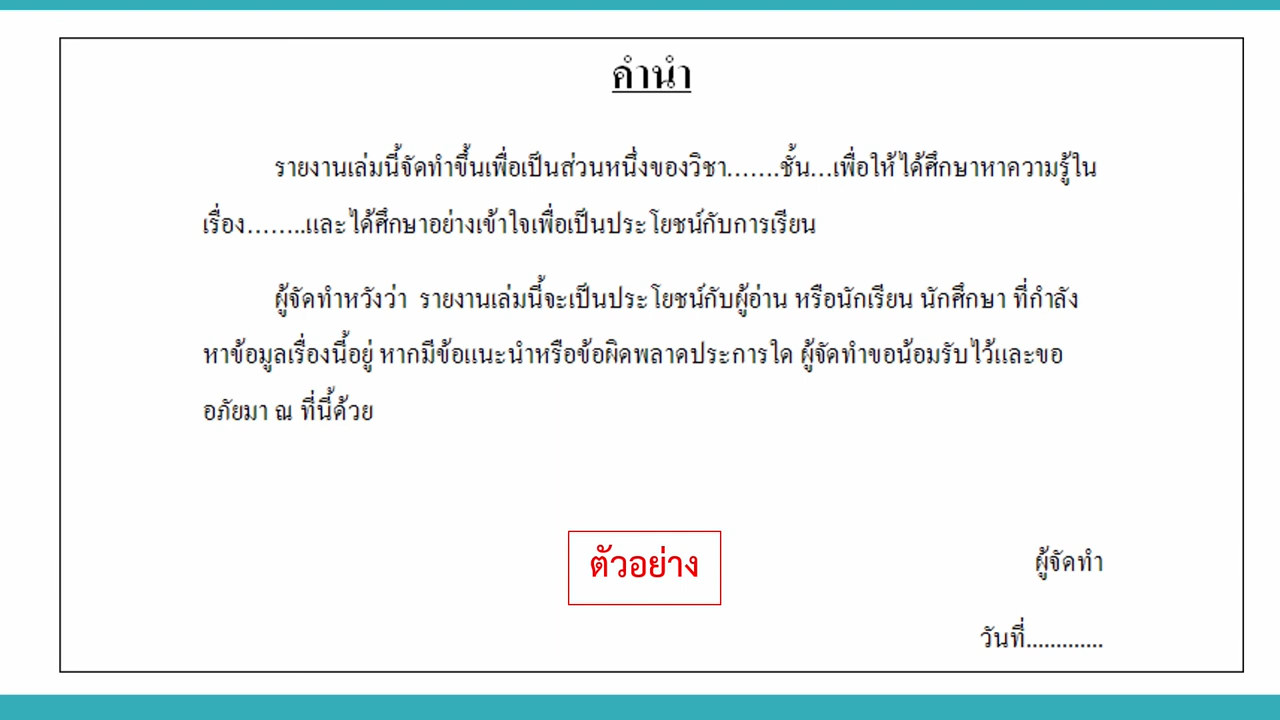 คำนำ
รายงานเล่มนี้จัดทำขึ้นเพื่อเป็นส่วนหนึ่งของวิชา.......ชั้น...เพื่อให้ได้ศึกษาหาความรู้ใน
เรื่อง........และได้ศึกษาอย่างเข้าใจเพื่อเป็นประโยชน์กับการเรียน
ผู้จัดทำหวังว่า รายงานเล่มนี้จะเป็นประโยชน์กับผู้อ่าน หรือนักเรียน นักศึกษา ที่กำลัง
หาข้อมูลเรื่องนี้อยู่ หากมีข้อแนะนำหรือข้อผิดพลาดประการใด ผู้จัดทำขอน้อมรับไว้และขอ
อภัยมา ณ ที่นี้ด้วย
ตัวอย่าง
ผู้จัดทำ
วันที่.............